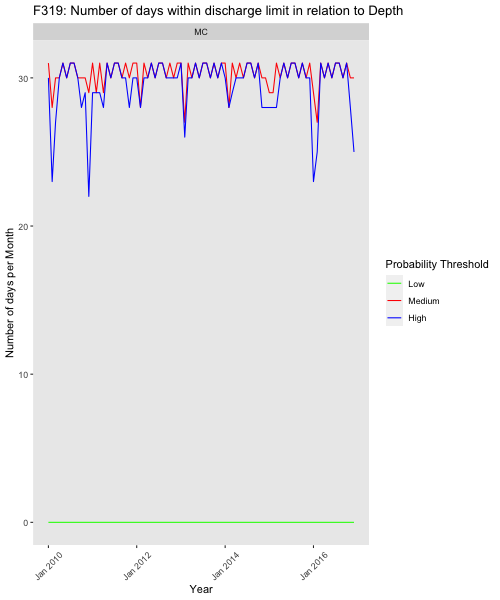 F319: Number of days within discharge limit in relation to Depth
MC
30
20
10
0
Number of days per Month
Jan 2010
Jan 2012
Jan 2014
Jan 2016
Year
Probability Threshold
Low
Medium
High